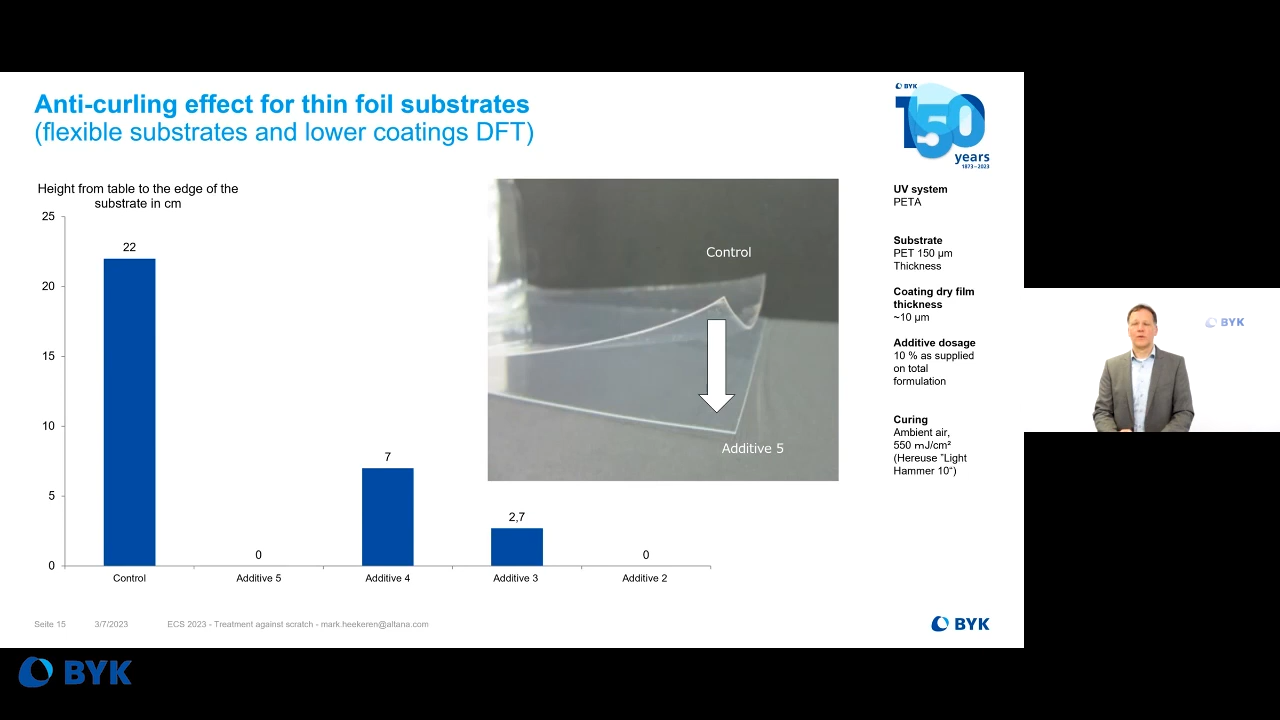 Anti-curling effect for thin foil substrates
(flexible substrates and lower coatings DFT)
BYK
150
years
1873–2023
Height from table to the edge of the
substrate in cm
25
20
15
10
5
0
22
0
7
2,7
0
Control
Additive 5
Additive 4
Additive 3
Additive 2
Control
Additive 5
UV system
PETA
Substrate
PET 150 µm
Thickness
Coating dry film
thickness
~10 µm
Additive dosage
10 % as supplied
on total
formulation
Curing
Ambient air,
550 mJ/cm²
(Hereuse "Light
Hammer 10")
BYK
Seite 15
3/7/2023
ECS 2023 - Treatment against scratch - mark.heekeren@altana.com
BYK
BYK